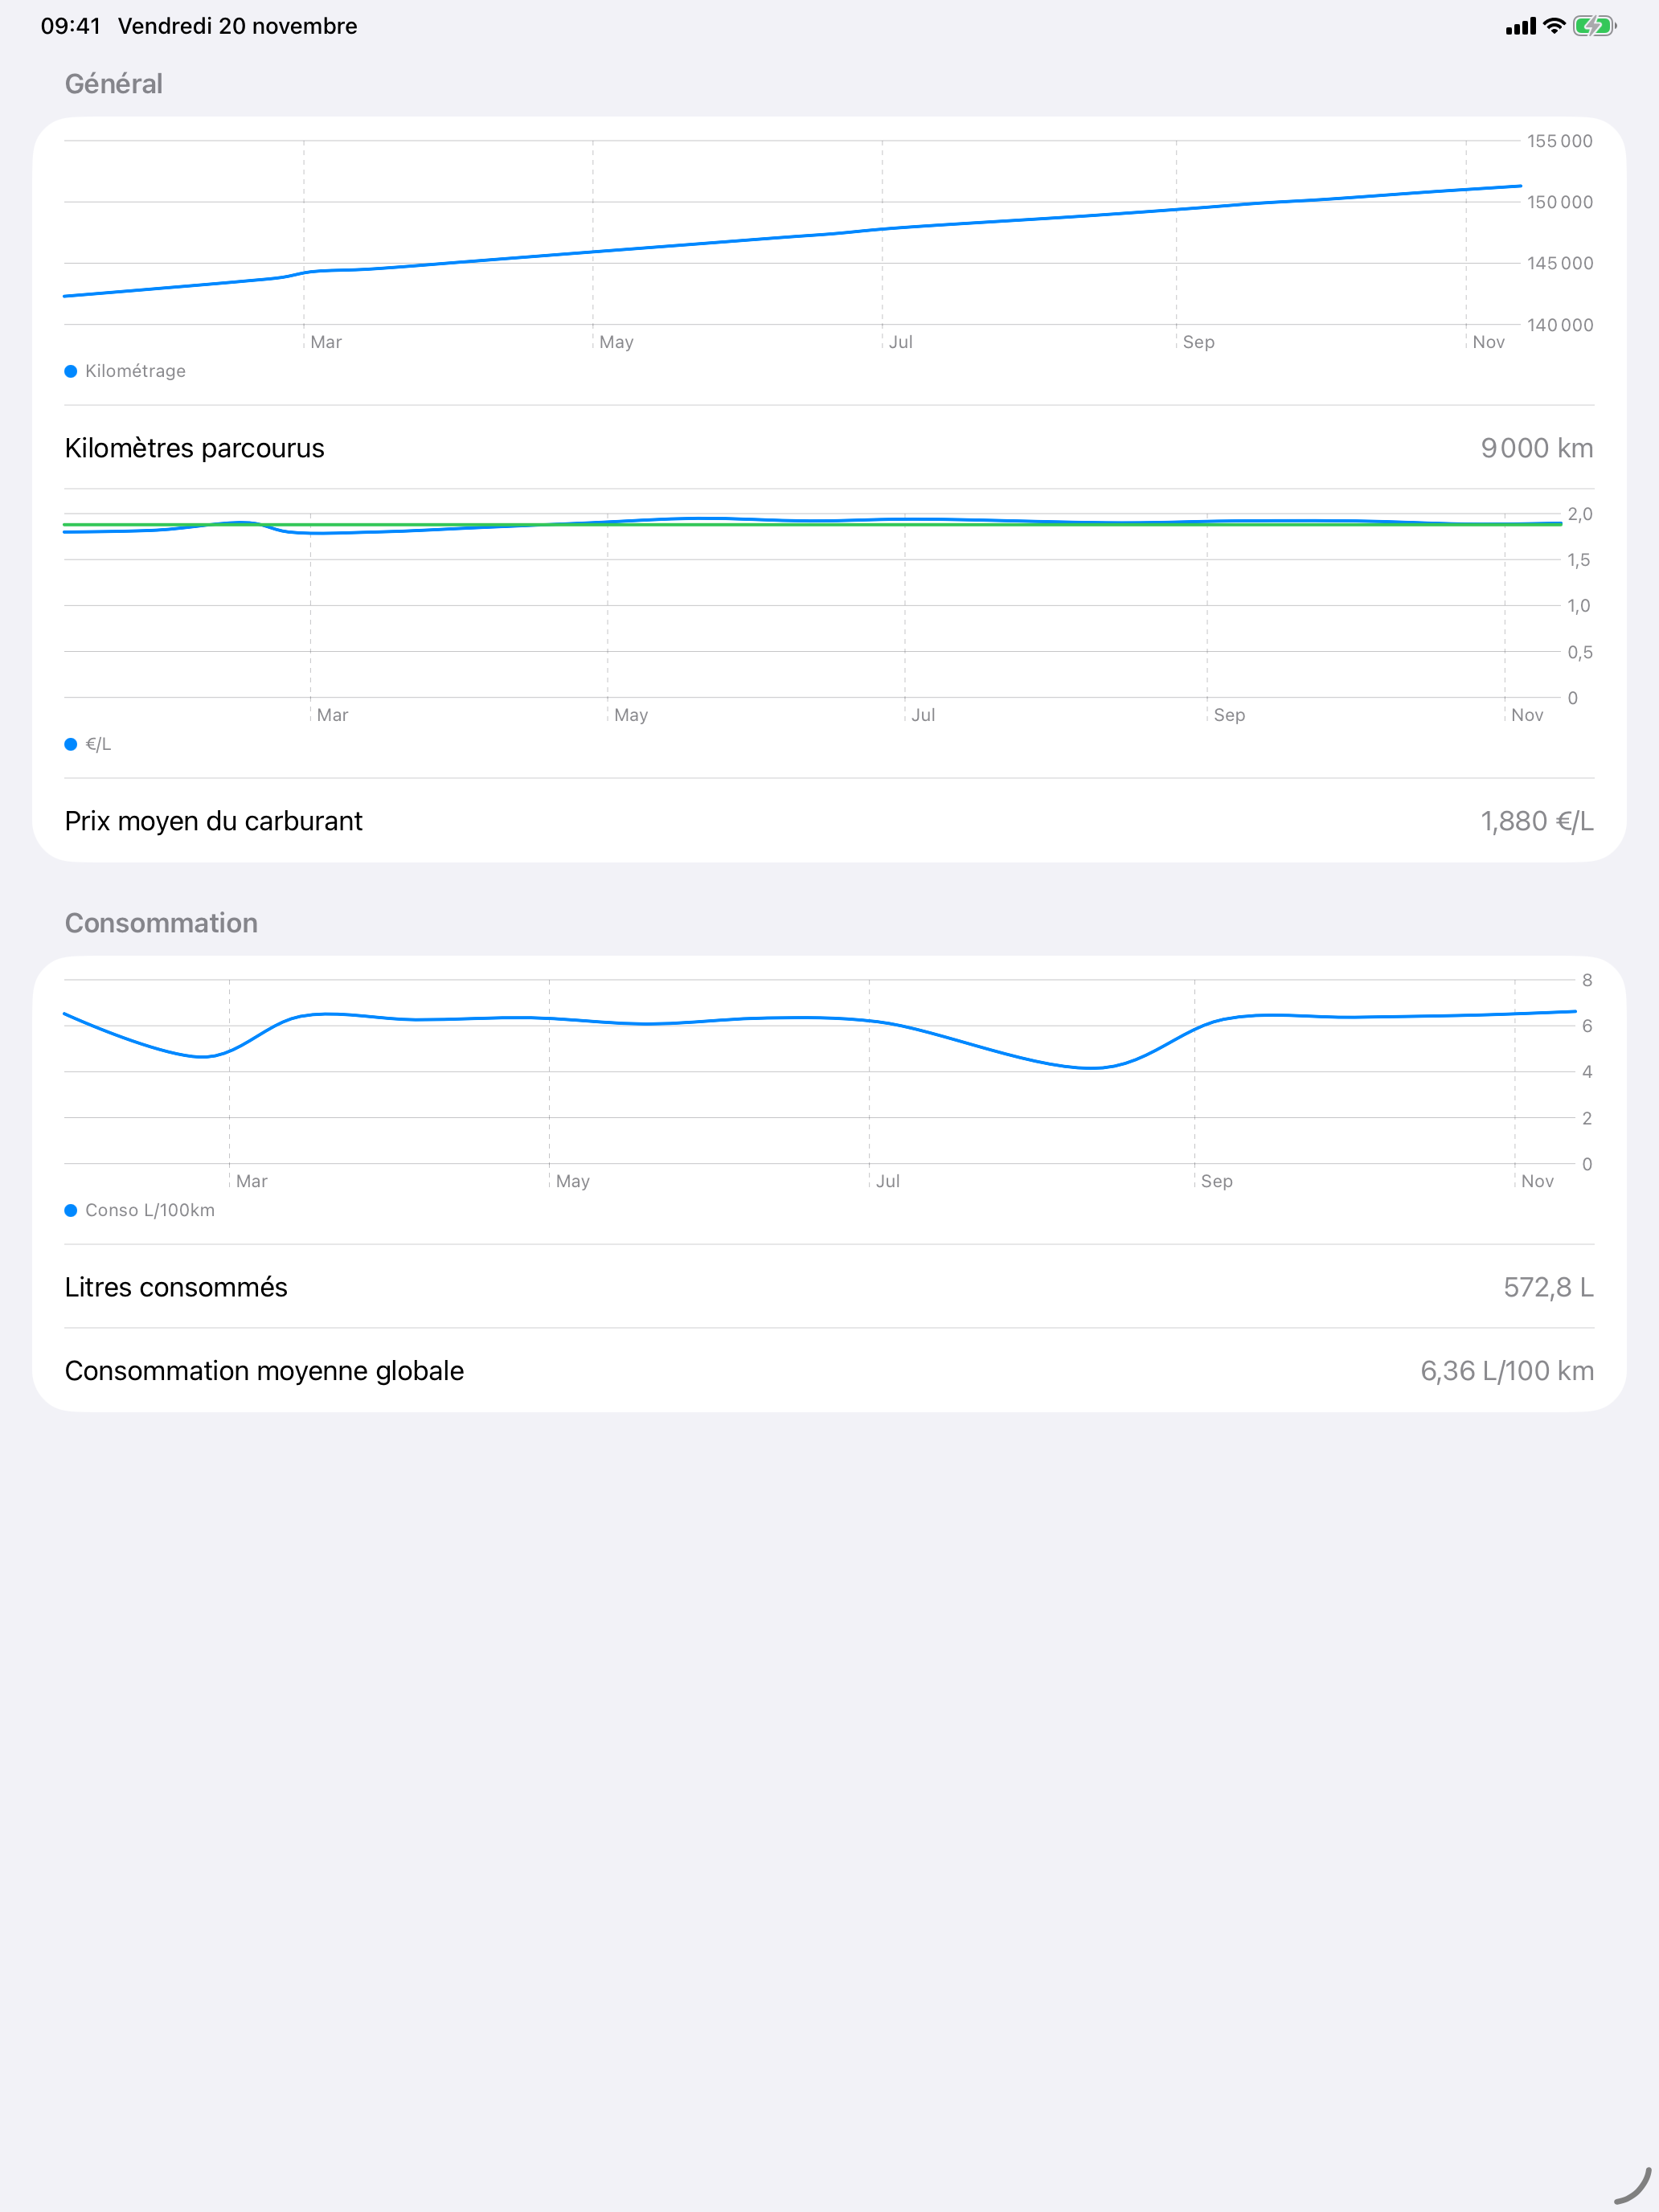 09:41 Vendredi 20 novembre
Général
155 000
150 000
145 000
140 000
Mar May Jul Sep Nov
Kilométrage
Kilomètres parcourus 9 000 km
2,0
1,5
1,0
0,5
0
Mar May Jul Sep Nov
€/L
Prix moyen du carburant 1,880 €/L
Consommation
8
6
4
2
0
Mar May Jul Sep Nov
Conso L/100km
Litres consommés 572,8 L
Consommation moyenne globale 6,36 L/100 km